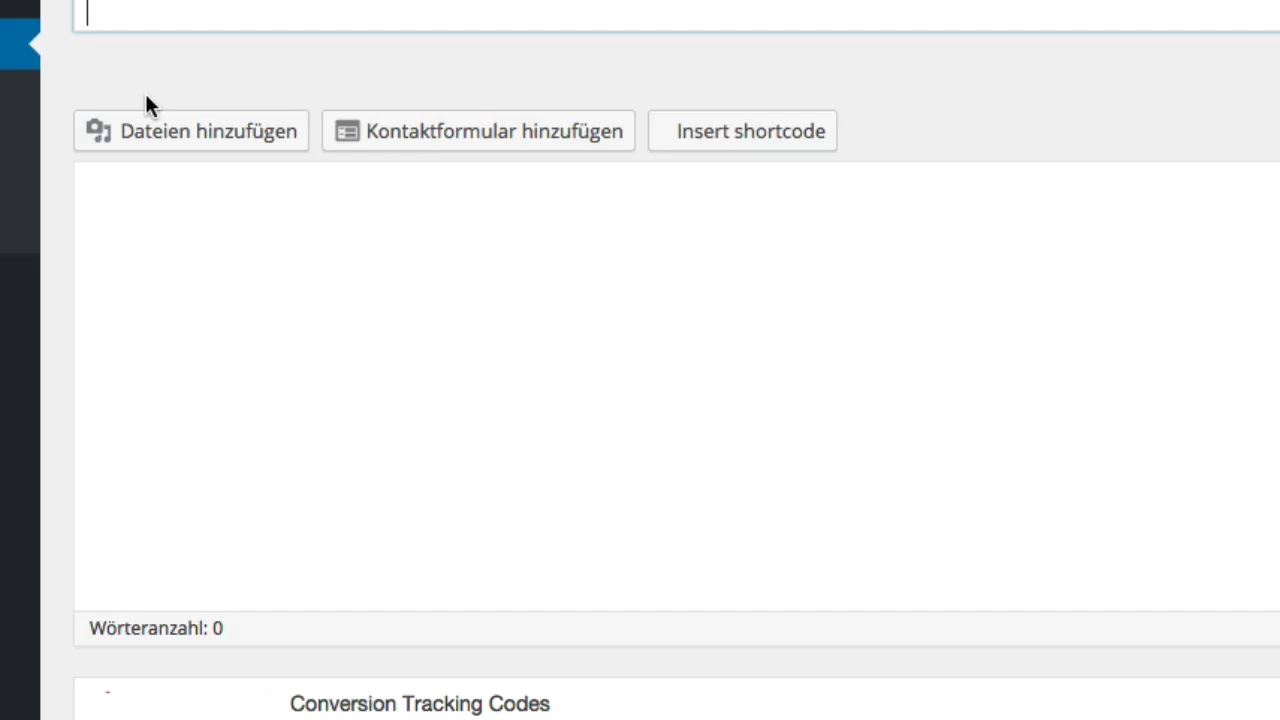 Dateien hinzufügen Kontaktformular hinzufügen Insert shortcode
Wörteranzahl: 0
Conversion Tracking Codes